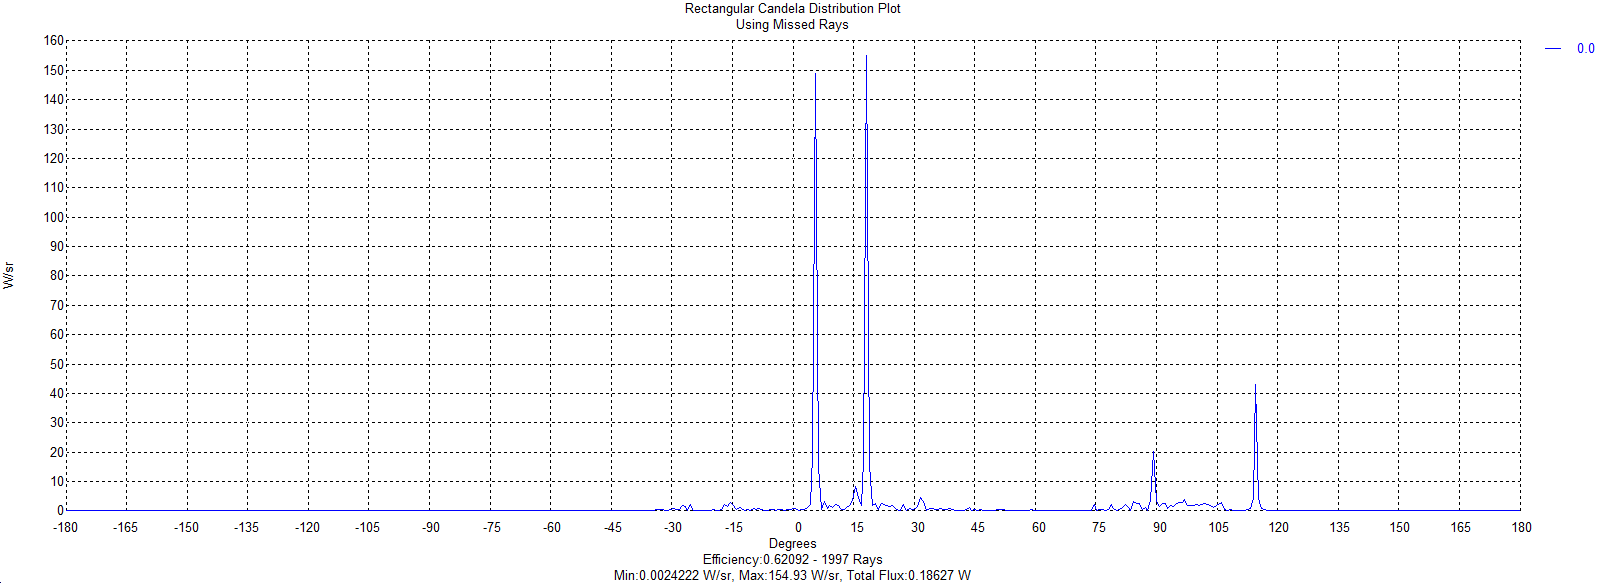 Rectangular Candela Distribution Plot
Using Missed Rays
0.0
160
150
140
130
120
110
100
90
80
70
60
50
40
30
20
10
0
W/sr
-180 -165 -150 -135 -120 -105 -90 -75 -60 -45 -30 -15 0 15 30 45 60 75 90 105 120 135 150 165 180
Degrees
Efficiency:0.62092 - 1997 Rays
Min:0.0024222 W/sr, Max:154.93 W/sr, Total Flux:0.18627 W